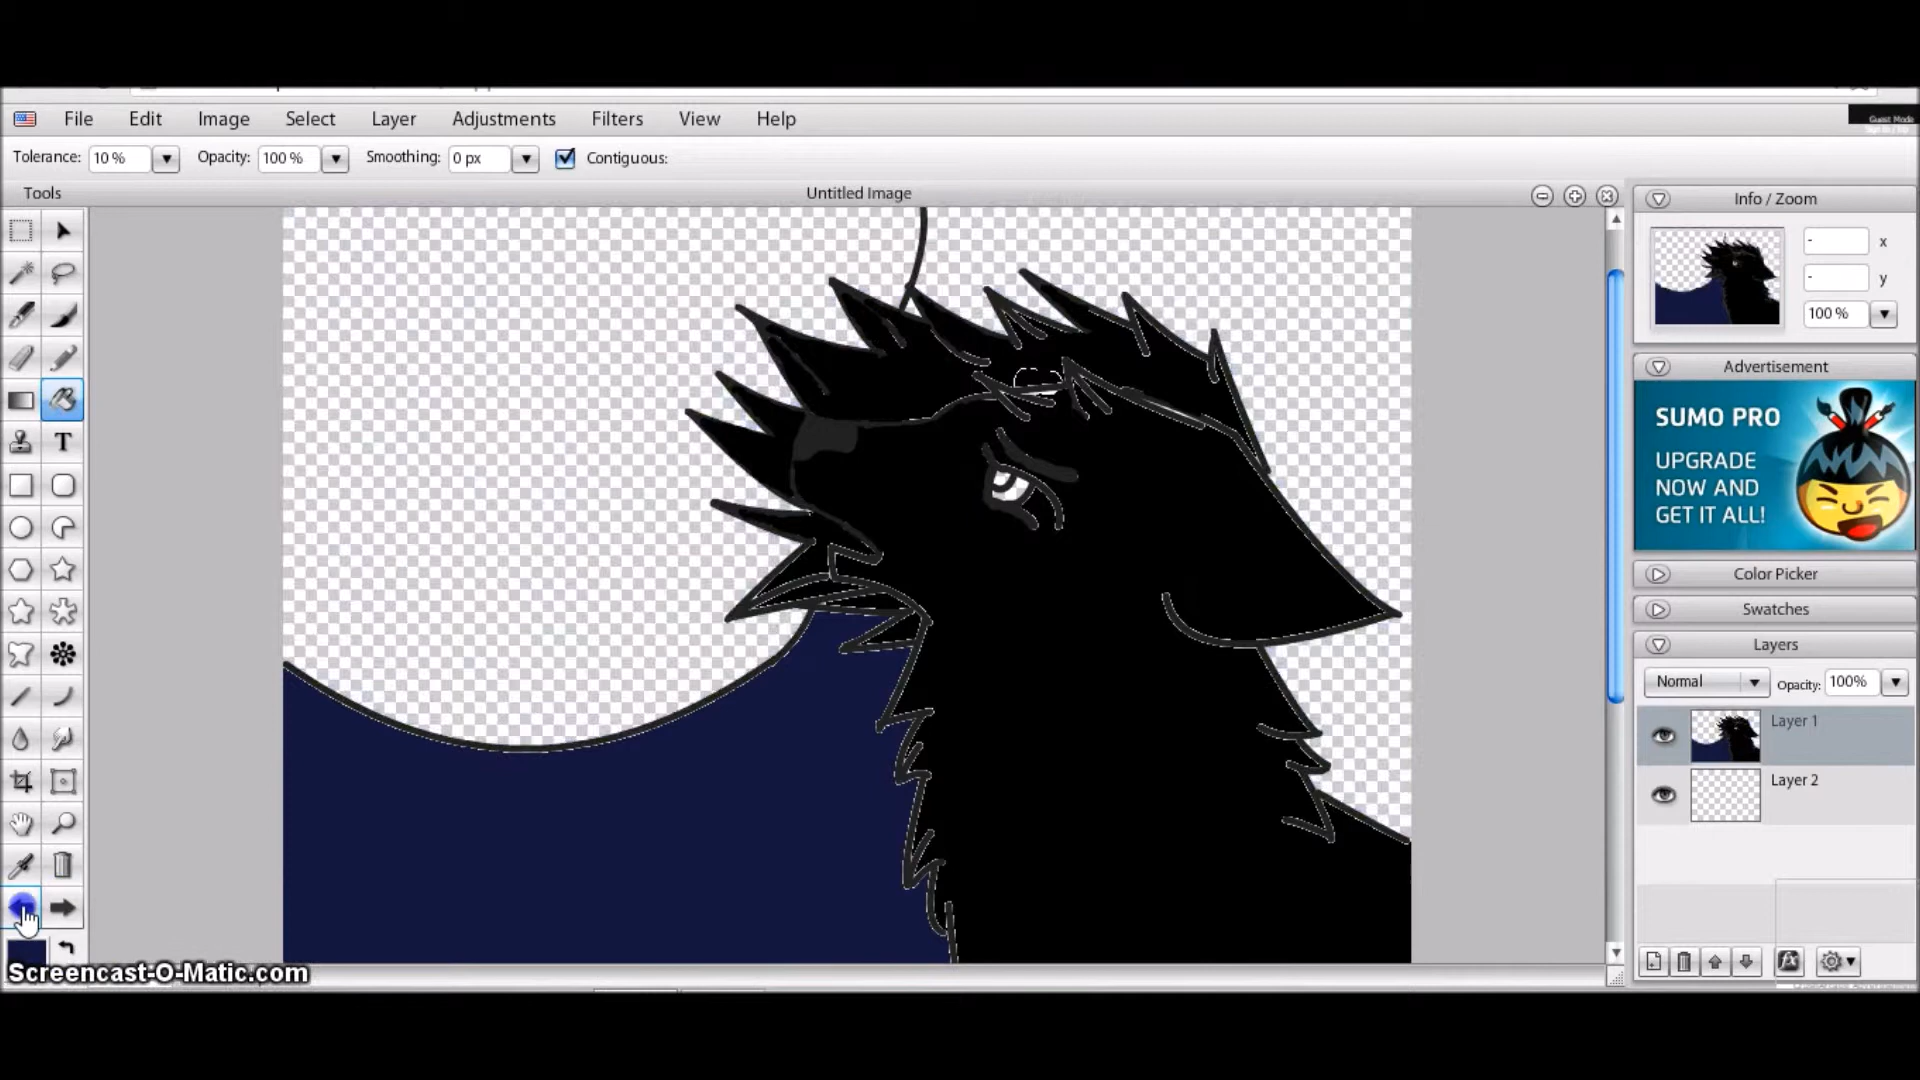 Guest Mode
File Edit Image Select Layer Adjustments Filters View Help
Tolerance: 10 % Opacity: 100 % Smoothing: 0 px Contiguous:
Tools
Untitled Image
Info / Zoom
- x
- y
100 %
Advertisement
SUMO PRO
UPGRADE
NOW AND
GET IT ALL!
Color Picker
Swatches
Layers
Normal Opacity: 100%
Layer 1
Layer 2
T
Screencast-O-Matic.com